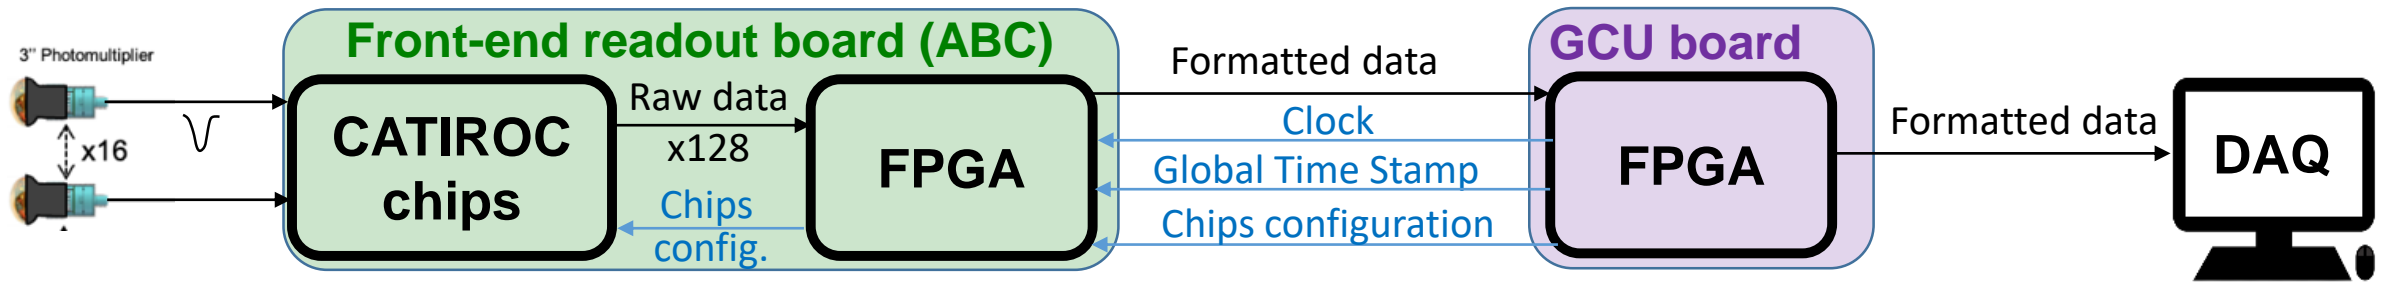 3'' Photomultiplier
x16
Front-end readout board (ABC)
CATIROC
chips
Raw data
x128
Chips
config.
FPGA
Formatted data
Clock
Global Time Stamp
Chips configuration
GCU board
FPGA
Formatted data
DAQ